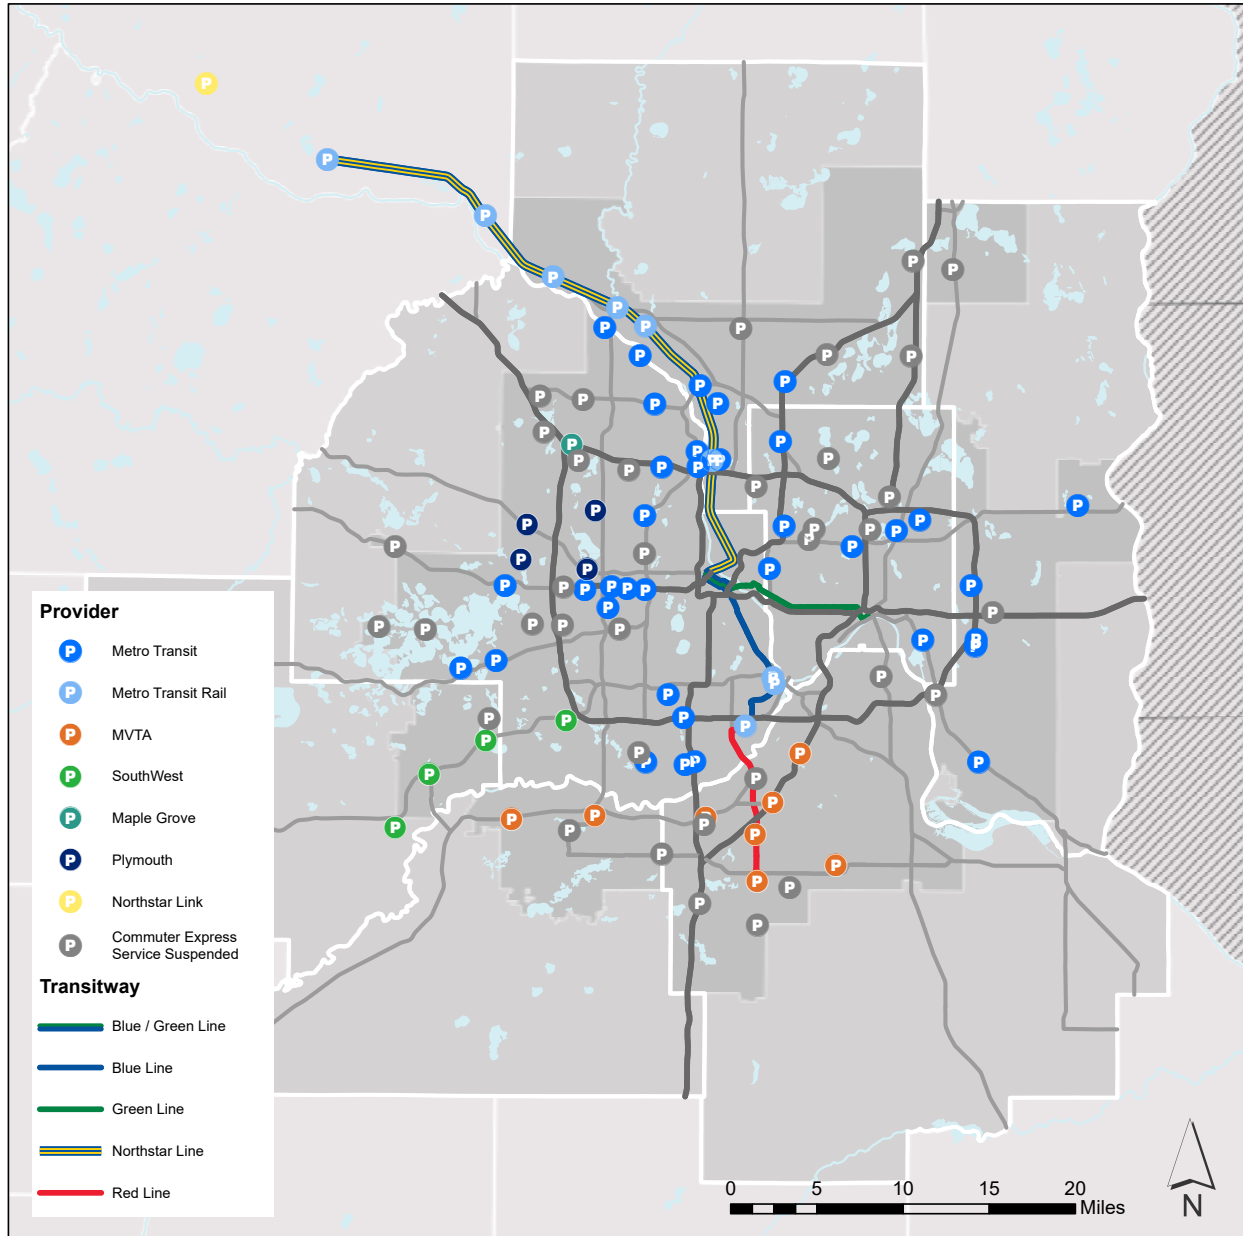 Provider
P Metro Transit
P Metro Transit Rail
P MVTA
P SouthWest
P Maple Grove
P Plymouth
P Northstar Link
P Commuter Express
Service Suspended
Transitway
Blue / Green Line
Blue Line
Green Line
Northstar Line
Red Line
0 5 10 15 20
Miles
N